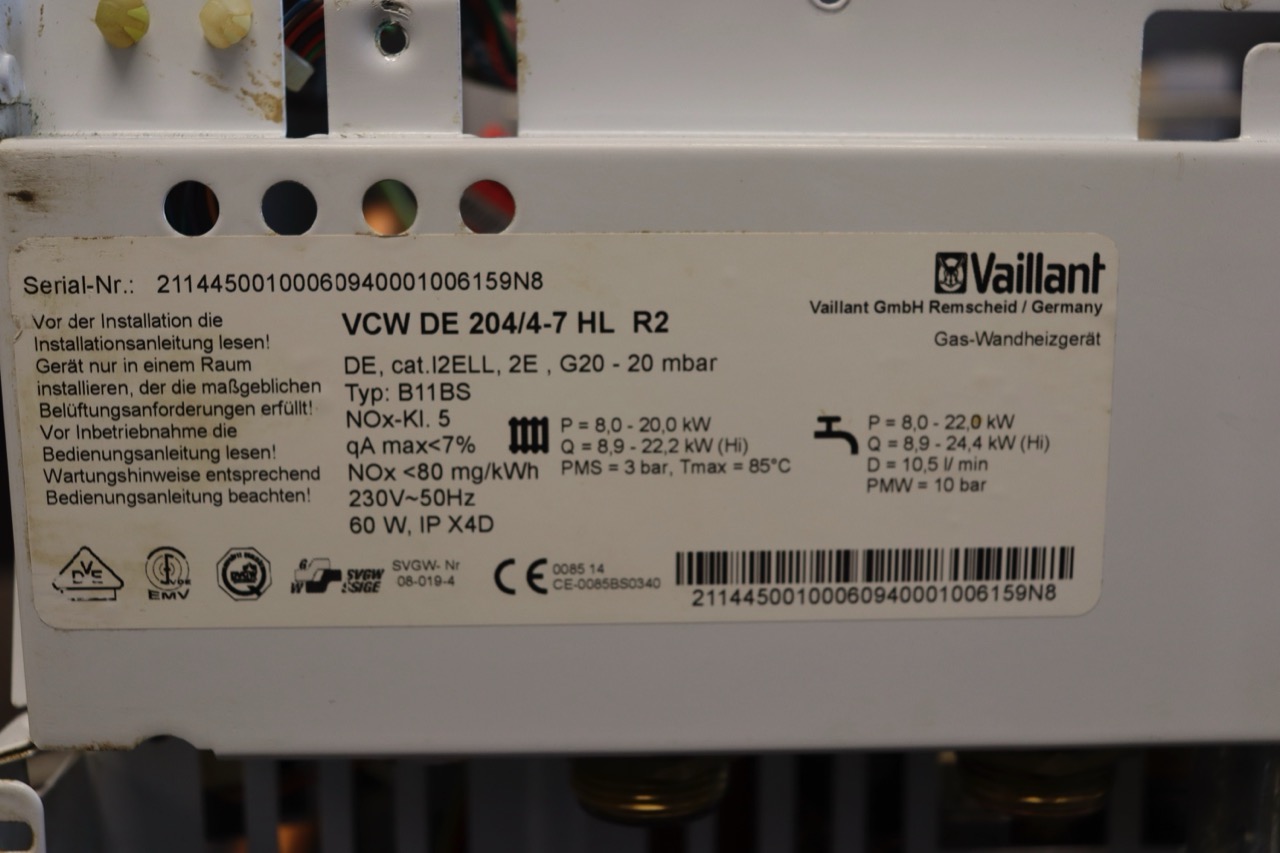 Serial-Nr.: 21144500100060940001006159N8
Vaillant
Vaillant GmbH Remscheid / Germany
Gas-Wandheizgerät
Vor der Installation die
Installationsanleitung lesen!
Gerät nur in einem Raum
installieren, der die maßgeblichen
Belüftungsanforderungen erfüllt!
Vor Inbetriebnahme die
Bedienungsanleitung lesen!
Wartungshinweise entsprechend
Bedienungsanleitung beachten!
VCW DE 204/4-7 HL R2
DE, cat.I2ELL, 2E , G20 - 20 mbar
Typ: B11BS
NOx-Kl. 5
qA max<7%
NOx <80 mg/kWh
230V~50Hz
60 W, IP X4D
P = 8,0 - 20,0 kW
Q = 8,9 - 22,2 kW (Hi)
PMS = 3 bar, Tmax = 85°C
P = 8,0 - 22,0 kW
Q = 8,9 - 24,4 kW (Hi)
D = 10,5 l/ min
PMW = 10 bar
DVE
VDE
EMV
G
W
SVGW
SSIGE
SVGW- Nr
08-019-4
CE
0085 14
CE-0085BS0340
21144500100060940001006159N8